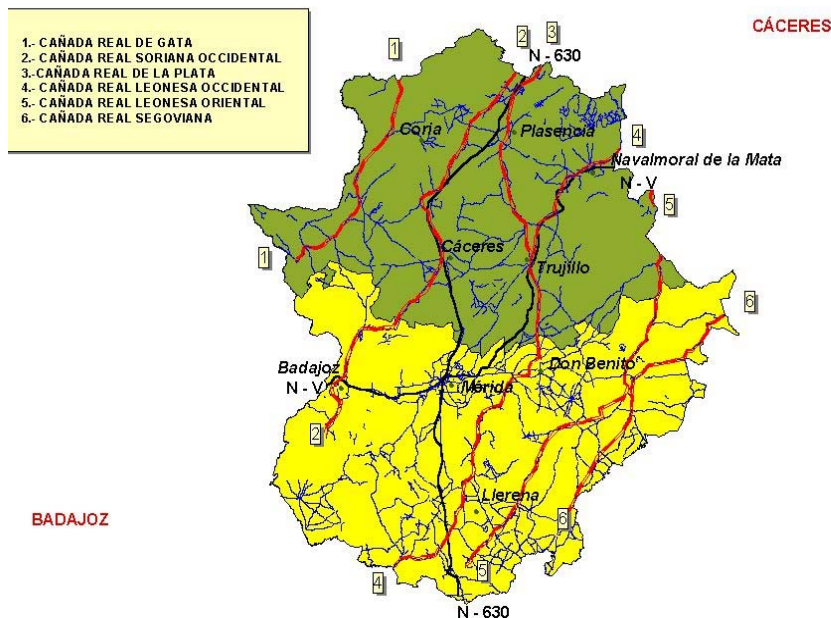 1.- CAÑADA REAL DE GATA
2.- CAÑADA REAL SORIANA OCCIDENTAL
3.-CAÑADA REAL DE LA PLATA
4.- CAÑADA REAL LEONESA OCCIDENTAL
5.- CAÑADA REAL LEONESA ORIENTAL
6.- CAÑADA REAL SEGOVIANA
CÁCERES
1
2
3
N - 630
Coria
Plasencia
4
Navalmoral de la Mata
N - V
5
Cáceres
Trujillo
1
6
Badajoz
N - V
Mérida
Don Benito
2
Llerena
6
BADAJOZ
4
5
N - 630